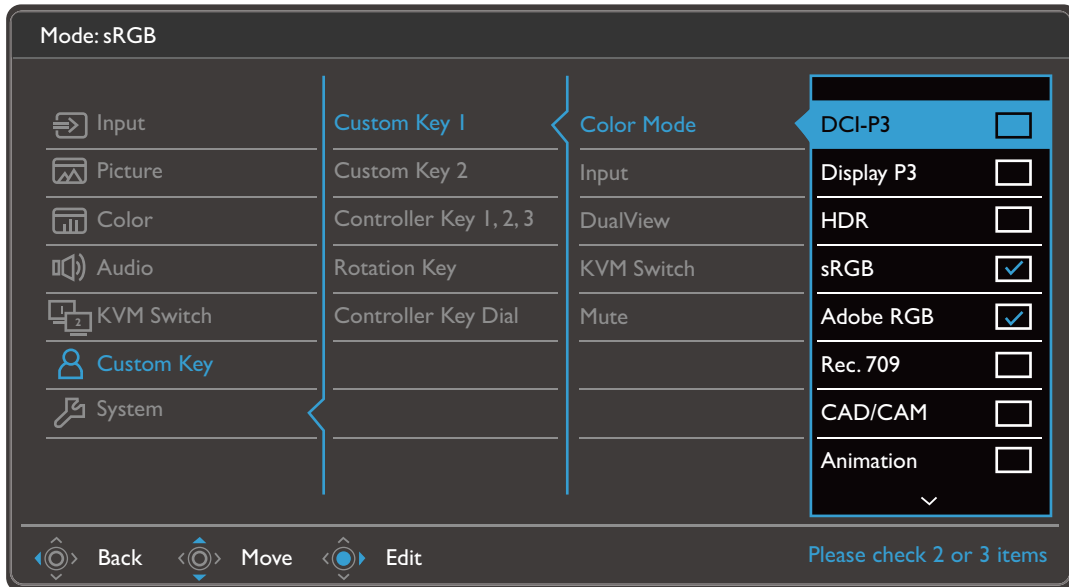 Mode: sRGB
Input
Picture
Color
Audio
1
2
KVM Switch
Custom Key
System
Custom Key 1
Custom Key 2
Controller Key 1, 2, 3
Rotation Key
Controller Key Dial
Color Mode
Input
DualView
KVM Switch
Mute
DCI-P3
Display P3
HDR
sRGB
Adobe RGB
Rec. 709
CAD/CAM
Animation
Back
Move
Edit
Please check 2 or 3 items